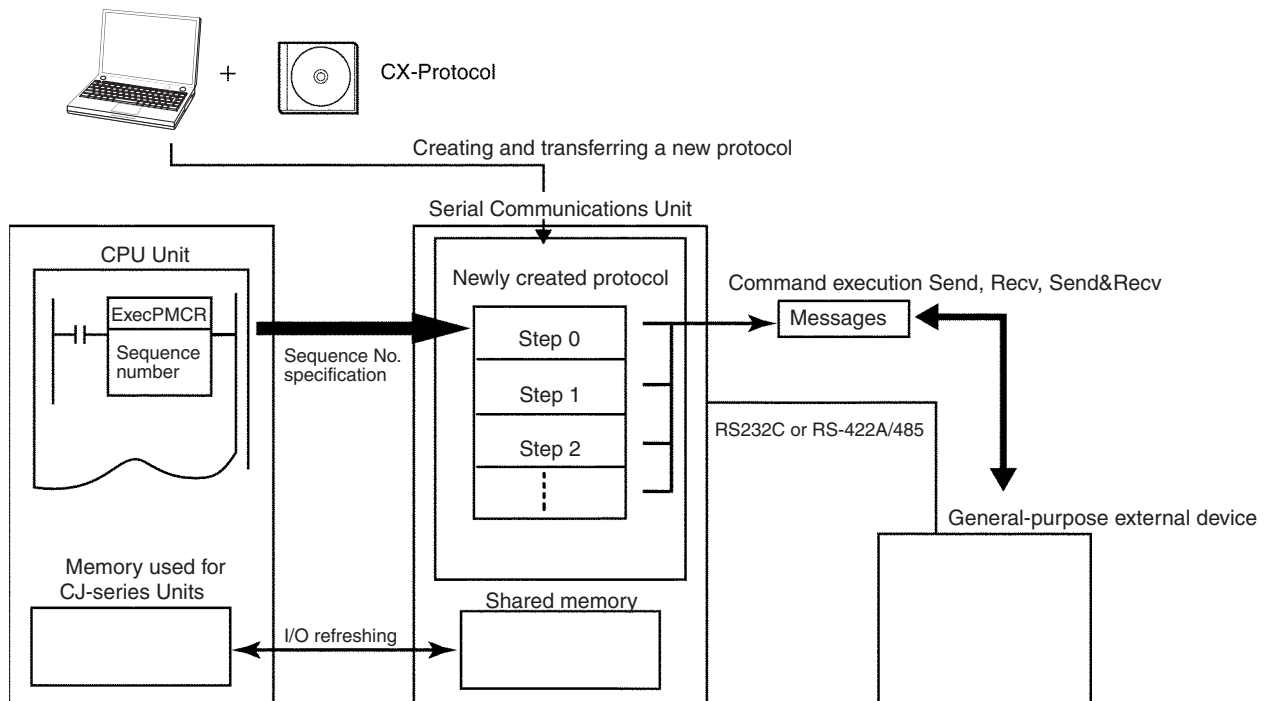 +
CX-Protocol
Creating and transferring a new protocol
Serial Communications Unit
CPU Unit
ExecPMCR
Sequence
number
Sequence No.
specification
Newly created protocol
Step 0
Step 1
Step 2
Command execution Send, Recv, Send&Recv
Messages
RS232C or RS-422A/485
General-purpose external device
Memory used for
CJ-series Units
I/O refreshing
Shared memory